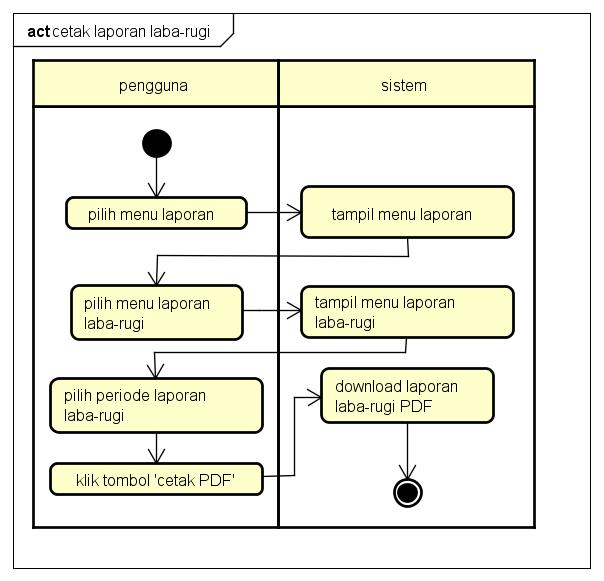 act cetak laporan laba-rugi
pengguna
sistem
pilih menu laporan
tampil menu laporan
pilih menu laporan
laba-rugi
tampil menu laporan
laba-rugi
pilih periode laporan
laba-rugi
download laporan
laba-rugi PDF
klik tombol 'cetak PDF'